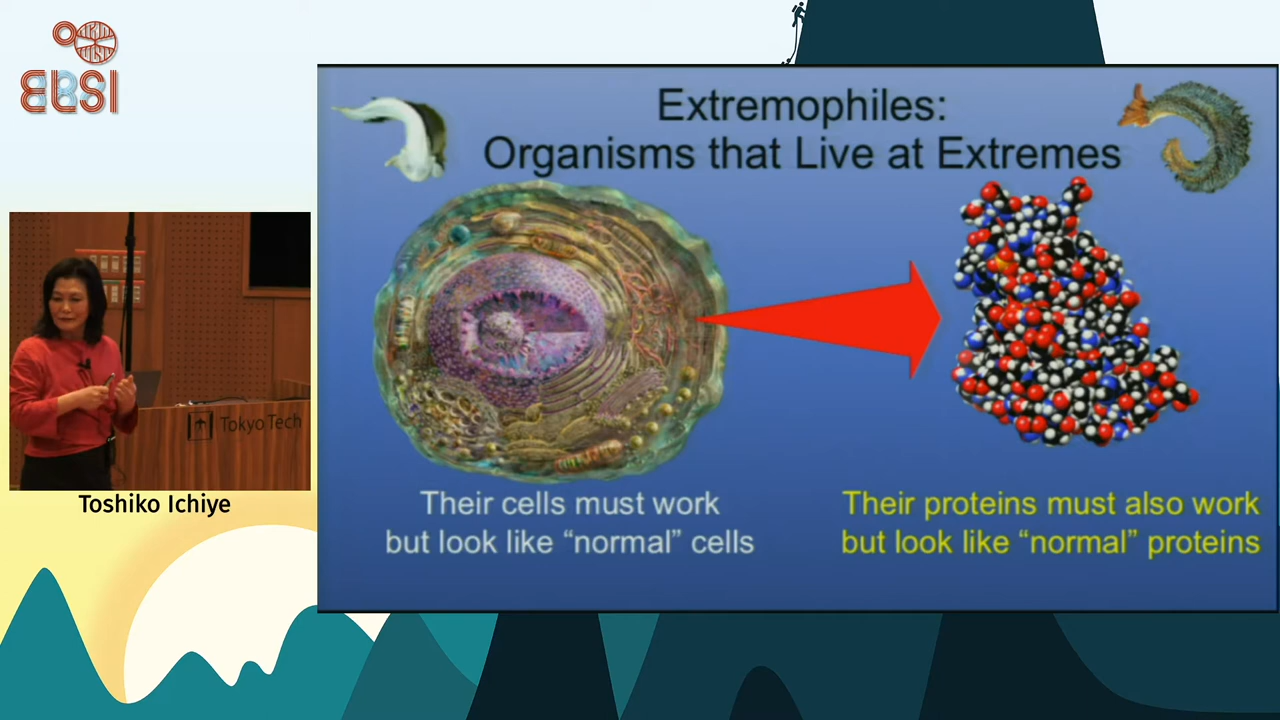 EBSI
Extremophiles:
Organisms that Live at Extremes
Tokyo Tech
Toshiko Ichiye
Their cells must work
but look like “normal” cells
Their proteins must also work
but look like “normal” proteins